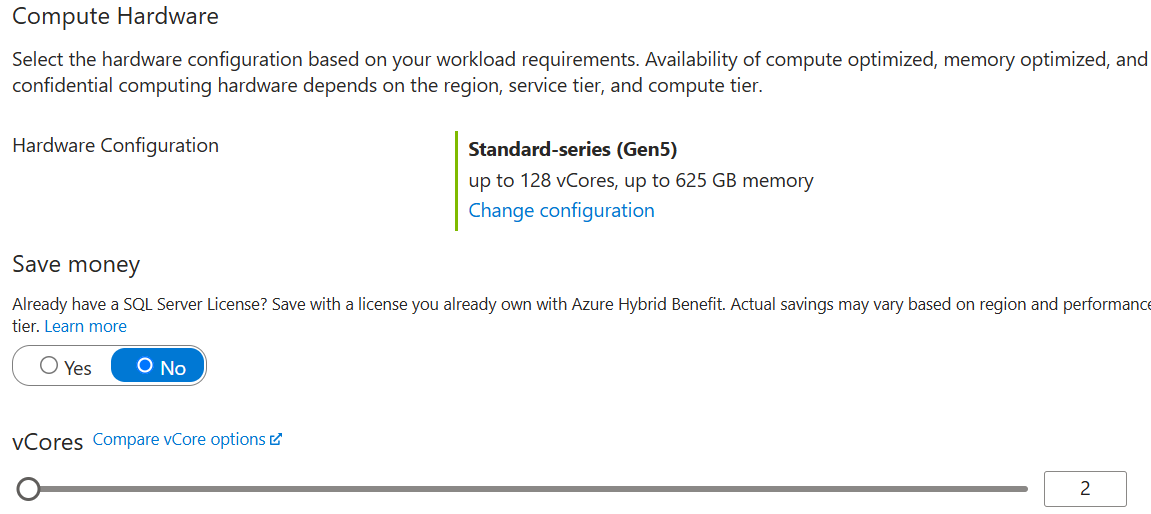 Compute Hardware
Select the hardware configuration based on your workload requirements. Availability of compute optimized, memory optimized, and
confidential computing hardware depends on the region, service tier, and compute tier.
Hardware Configuration
Standard-series (Gen5)
up to 128 vCores, up to 625 GB memory
Change configuration
Save money
Already have a SQL Server License? Save with a license you already own with Azure Hybrid Benefit. Actual savings may vary based on region and performance
tier. Learn more
Yes No
vCores Compare vCore options
2